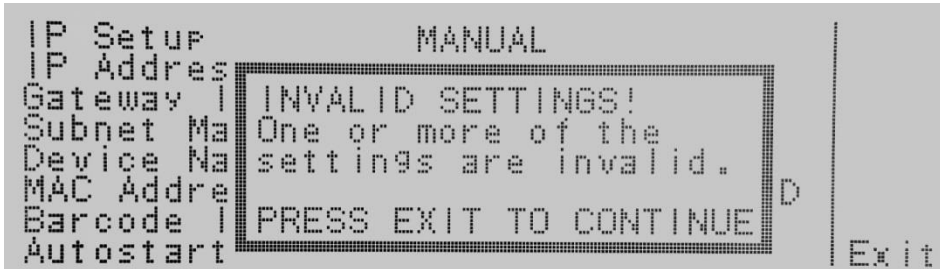 IP Setup MANUAL
IP Addres
Gateway I INVALID SETTINGS!
Subnet Ma One or more of the
Device Na settings are invalid.
MAC Addre D
Barcode I PRESS EXIT TO CONTINUE
Autostart Exit